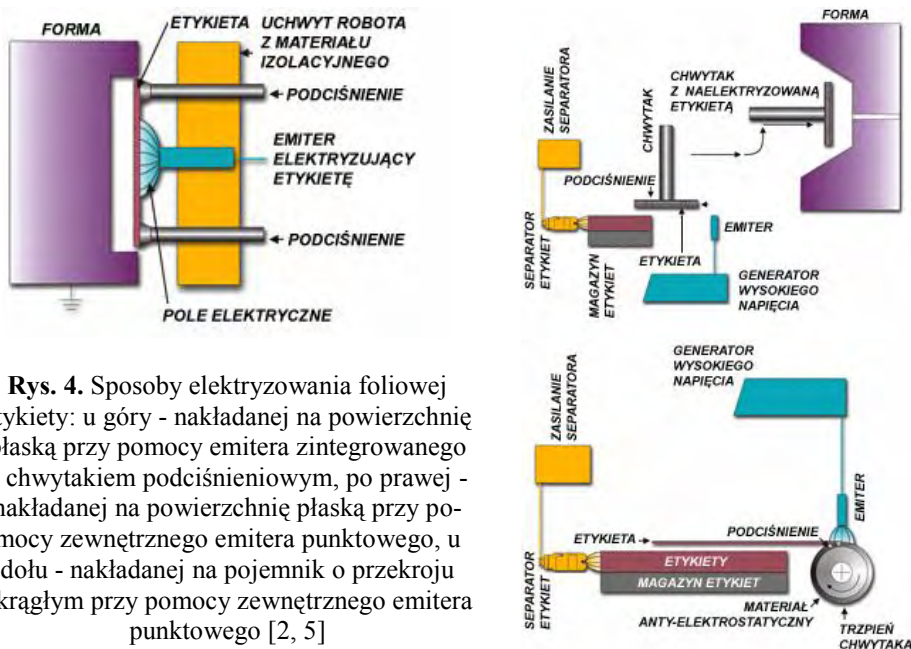 FORMA
ETYKIETA
UCHWYT ROBOTA
Z MATERIAŁU
IZOLACYJNEGO
PODCIŚNIENIE
EMITER
ELEKTRYZUJĄCY
ETYKIETĘ
PODCIŚNIENIE
POLE ELEKTRYCZNE
FORMA
CHWYTAK
Z NAELEKTRYZOWANĄ
ETYKIETĄ
ZASILANIE
SEPARATORA
CHWYTAK
PODCIŚNIENIE
EMITER
SEPARATOR
ETYKIET
MAGAZYN
ETYKIET
ETYKIETA
GENERATOR
WYSOKIEGO
NAPIĘCIA
Rys. 4. Sposoby elektryzowania foliowej
tykiety: u góry - nakładanej na powierzchnię
płaską przy pomocy emitera zintegrowanego
chwytakiem podciśnieniowym, po prawej -
nakładanej na powierzchnię płaską przy po-
mocy zewnętrznego emitera punktowego, u
dołu - nakładanej na pojemnik o przekroju
krągłym przy pomocy zewnętrznego emitera
punktowego [2, 5]
GENERATOR
WYSOKIEGO
NAPIĘCIA
ZASILANIE
SEPARATORA
EMITER
ETYKIETA
PODCIŚNIENIE
SEPARATOR
ETYKIET
ETYKIETY
MAGAZYN ETYKIET
MATERIAŁ
ANTY-ELEKTROSTATYCZNY
TRZPIEŃ
CHWYTAKA